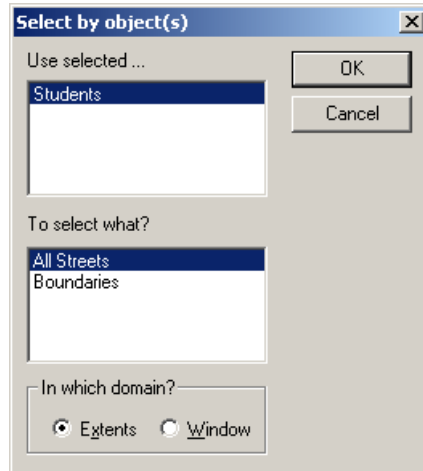 Select by object(s)
Use selected ...
OK
Students
Cancel
To select what?
All Streets
Boundaries
In which domain?
Extents Window